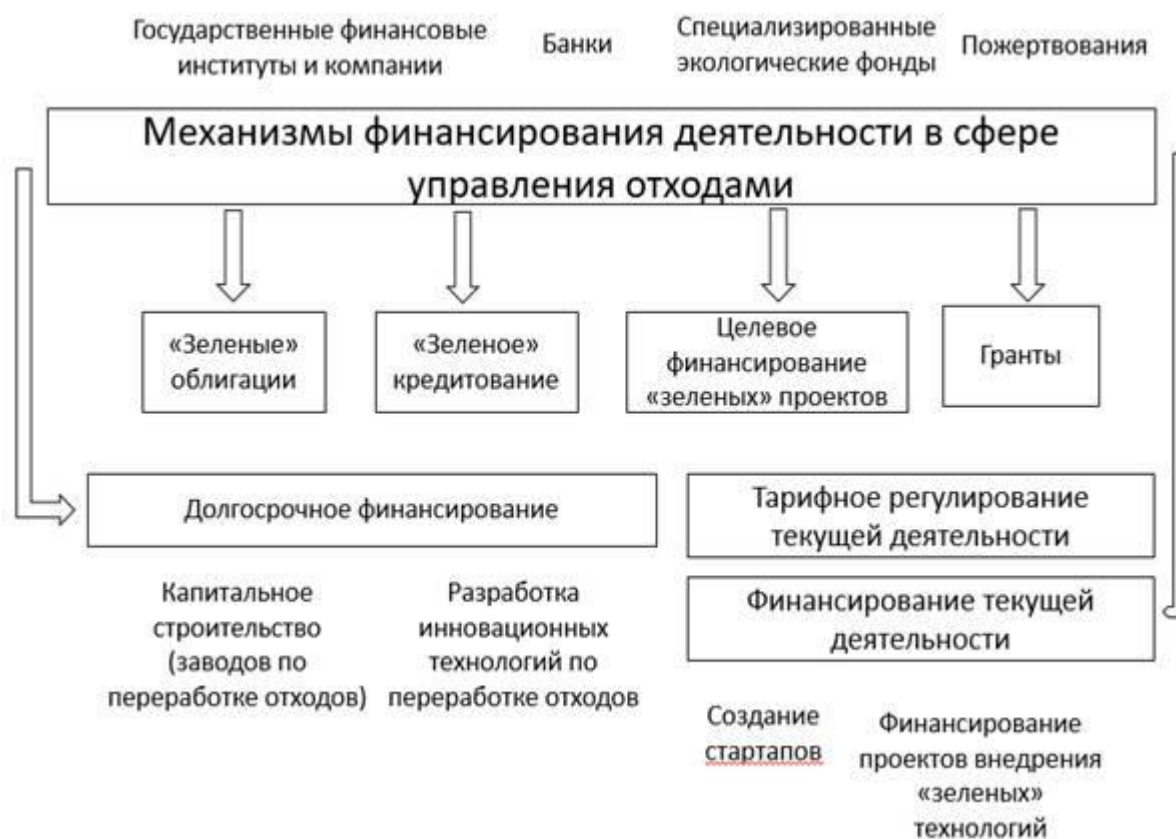 Государственные финансовые
институты и компании
Банки
Специализированные
экологические фонды
Пожертвования
Механизмы финансирования деятельности в сфере
управления отходами
«Зеленые»
облигации
«Зеленое»
кредитование
Целевое
финансирование
«зеленых» проектов
Гранты
Долгосрочное финансирование
Тарифное регулирование
текущей деятельности
Капитальное
строительство
(заводов по
переработке отходов)
Разработка
инновационных
технологий по
переработке отходов
Финансирование текущей
деятельности
Создание
стартапов
Финансирование
проектов внедрения
«зеленых»
технологий